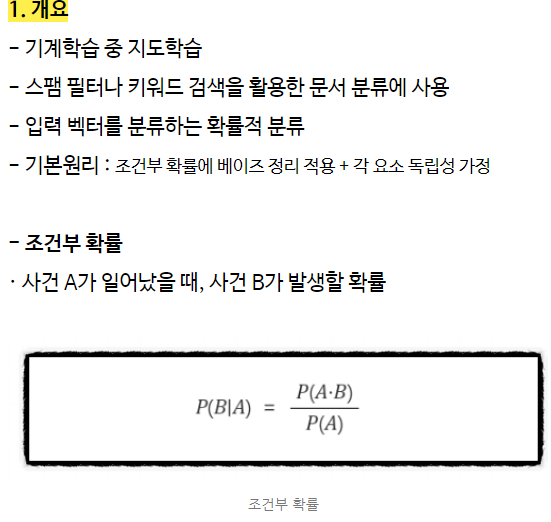 1. 개요
- 기계학습 중 지도학습
- 스팸 필터나 키워드 검색을 활용한 문서 분류에 사용
- 입력 벡터를 분류하는 확률적 분류
- 기본원리 : 조건부 확률에 베이즈 정리 적용 + 각 요소 독립성 가정
- 조건부 확률
· 사건 A가 일어났을 때, 사건 B가 발생할 확률
P(B|A) = P(A·B) / P(A)
조건부 확률